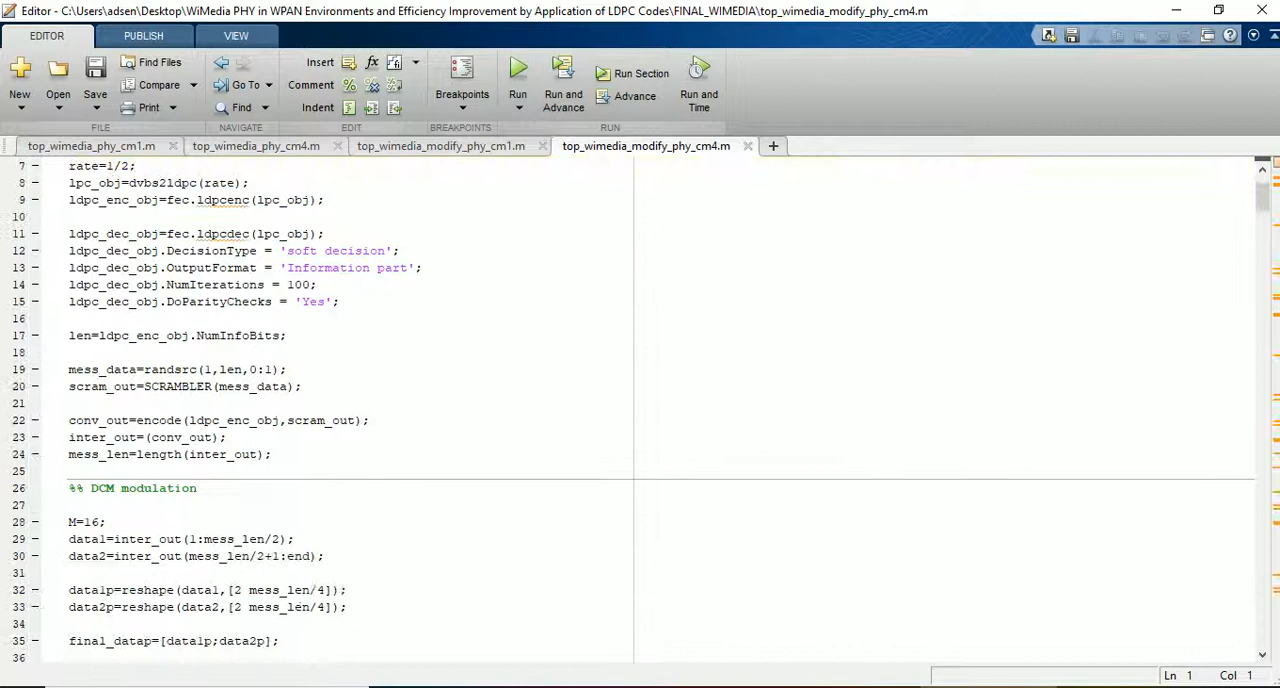 Editor - C:\Users\adsen\Desktop\WiMedia PHY in WPAN Environments and Efficiency Improvement by Application of LDPC Codes\FINAL_WIMEDIA\top_wimedia_modify_phy_cm4.m
EDITOR PUBLISH VIEW
New Open Save Find Files Compare Print
Go To Find
Insert fx Comment Indent
Breakpoints
Run Run and Advance Run Section Advance Run and Time
FILE NAVIGATE EDIT BREAKPOINTS RUN
top_wimedia_phy_cm1.m top_wimedia_phy_cm4.m top_wimedia_modify_phy_cm1.m top_wimedia_modify_phy_cm4.m
7 rate=1/2;
8 lpc_obj=dvbs2ldpc(rate);
9 ldpc_enc_obj=fec.ldpcenc(lpc_obj);
10
11 ldpc_dec_obj=fec.ldpcdec(lpc_obj);
12 ldpc_dec_obj.DecisionType = 'soft decision';
13 ldpc_dec_obj.OutputFormat = 'Information part';
14 ldpc_dec_obj.NumIterations = 100;
15 ldpc_dec_obj.DoParityChecks = 'Yes';
16
17 len=ldpc_enc_obj.NumInfoBits;
18
19 mess_data=randsrc(1,len,0:1);
20 scram_out=SCRAMBLER(mess_data);
21
22 conv_out=encode(ldpc_enc_obj,scram_out);
23 inter_out=(conv_out);
24 mess_len=length(inter_out);
25
26 %% DCM modulation
27
28 M=16;
29 data1=inter_out(1:mess_len/2);
30 data2=inter_out(mess_len/2+1:end);
31
32 data1p=reshape(data1,[2 mess_len/4]);
33 data2p=reshape(data2,[2 mess_len/4]);
34
35 final_datap=[data1p;data2p];
36
Ln 1 Col 1